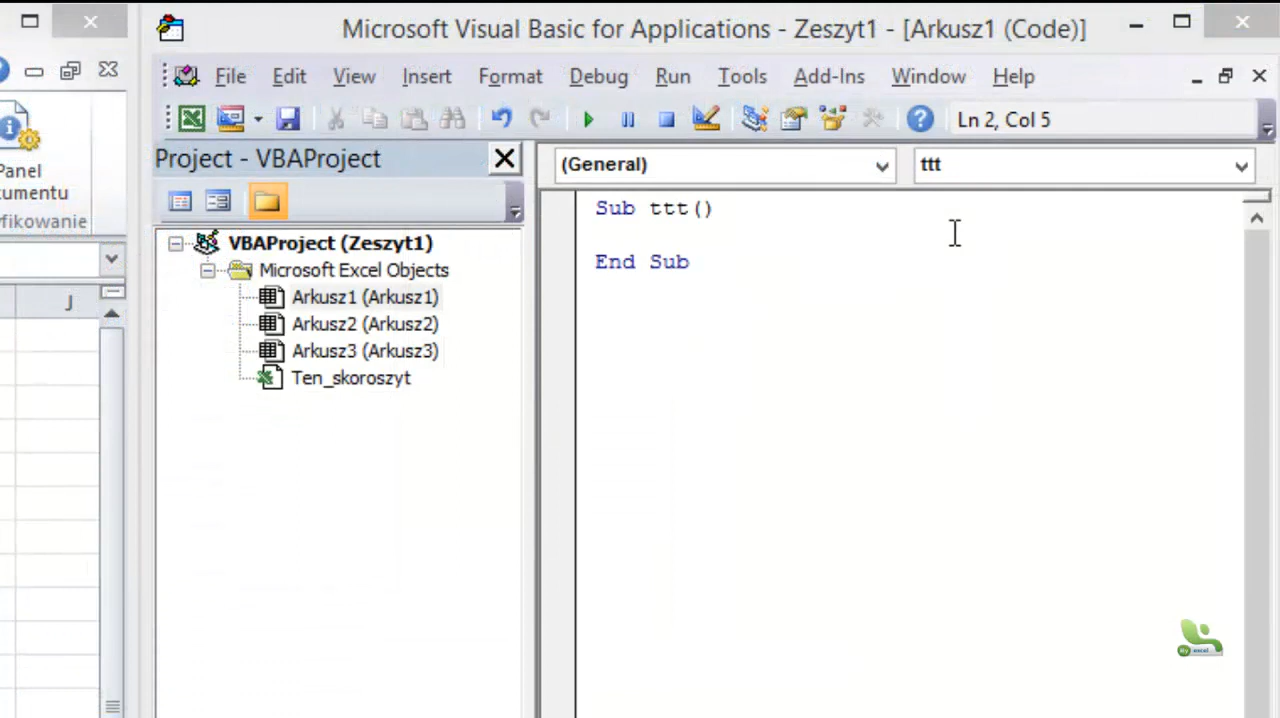 Microsoft Visual Basic for Applications - Zeszyt1 - [Arkusz1 (Code)]
File Edit View Insert Format Debug Run Tools Add-Ins Window Help
Ln 2, Col 5
Panel
kumentu
fikowanie
J
Project - VBAProject
VBAProject (Zeszyt1)
Microsoft Excel Objects
Arkusz1 (Arkusz1)
Arkusz2 (Arkusz2)
Arkusz3 (Arkusz3)
Ten_skoroszyt
(General)
ttt
Sub ttt()
End Sub